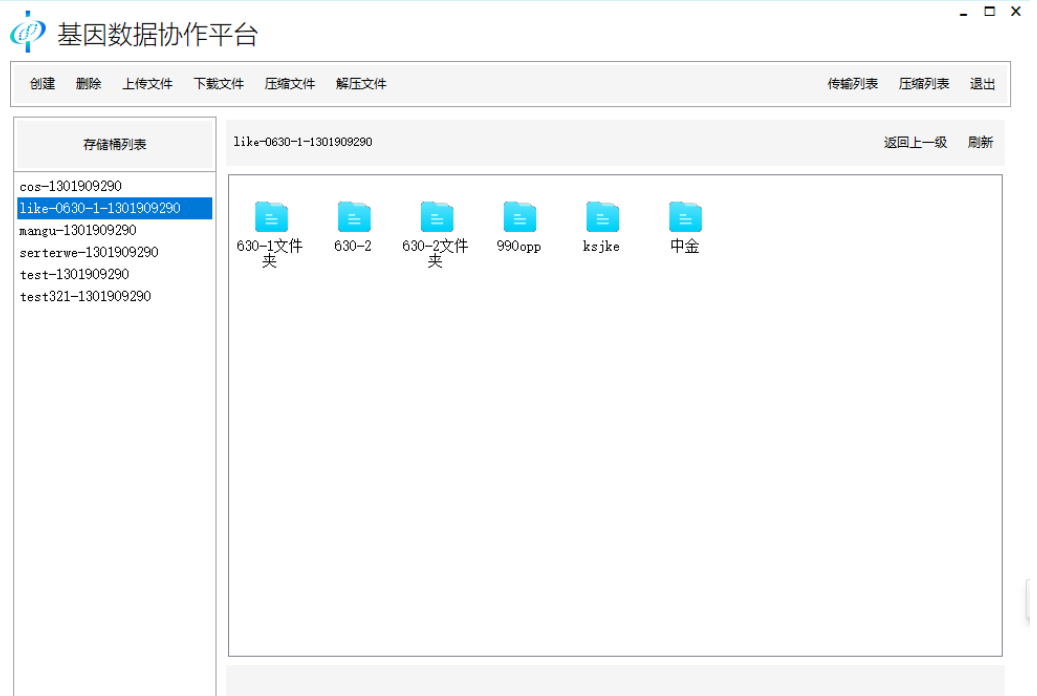 基因数据协作平台
创建 删除 上传文件 下载文件 压缩文件 解压文件 传输列表 压缩列表 退出
存储桶列表
like-0630-1-1301909290 返回上一级 刷新
cos-1301909290
like-0630-1-1301909290
mangu-1301909290
serterwe-1301909290
test-1301909290
test321-1301909290
630-1文件夹 630-2 630-2文件夹 990opp ksjke 中金